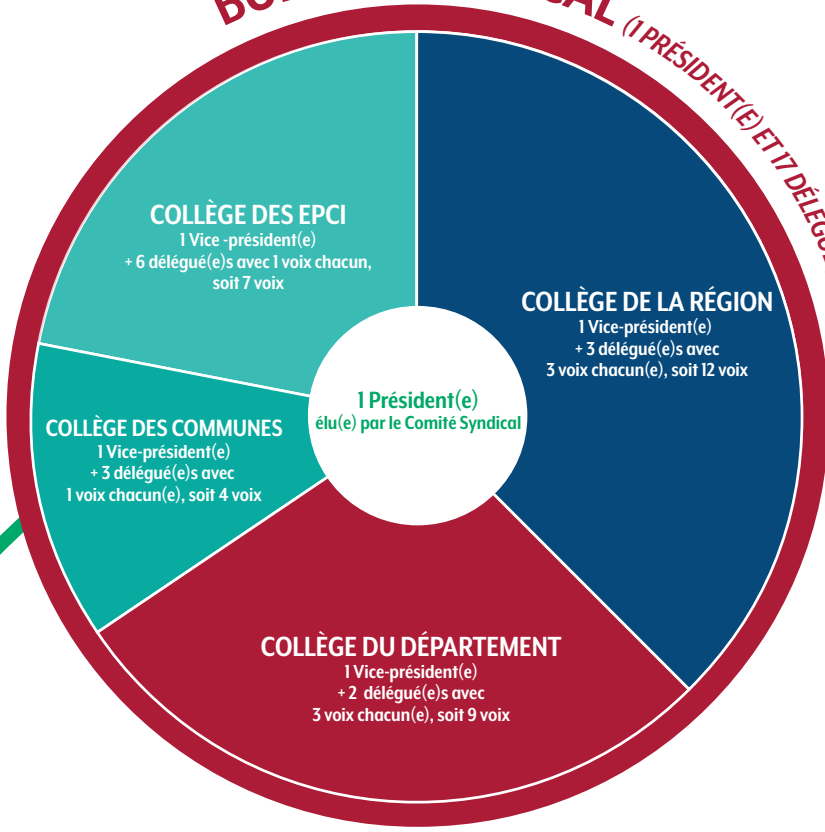 (1 PRÉSIDENT(E) ET 17
COLLÈGE DES EPCI
1 Vice -président(e)
+ 6 délégué(e)s avec 1 voix chacun,
soit 7 voix
COLLÈGE DE LA RÉGION
1 Vice-président(e)
+ 3 délégué(e)s avec
3 voix chacun(e), soit 12 voix
1 Président(e)
élu(e) par le Comité Syndical
COLLÈGE DES COMMUNES
1 Vice-président(e)
+ 3 délégué(e)s avec
1 voix chacun(e), soit 4 voix
COLLÈGE DU DÉPARTEMENT
1 Vice-président(e)
+ 2 délégué(e)s avec
3 voix chacun(e), soit 9 voix